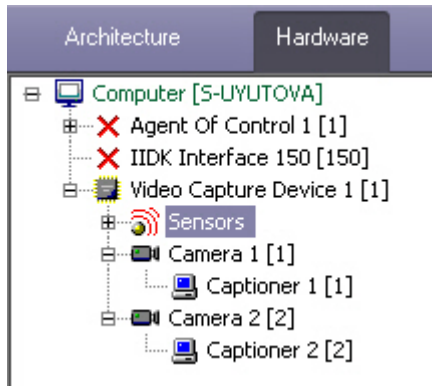 Architecture Hardware
Computer [S-UYUTOVA]
Agent Of Control 1 [1]
IIDK Interface 150 [150]
Video Capture Device 1 [1]
Sensors
Camera 1 [1]
Captioner 1 [1]
Camera 2 [2]
Captioner 2 [2]